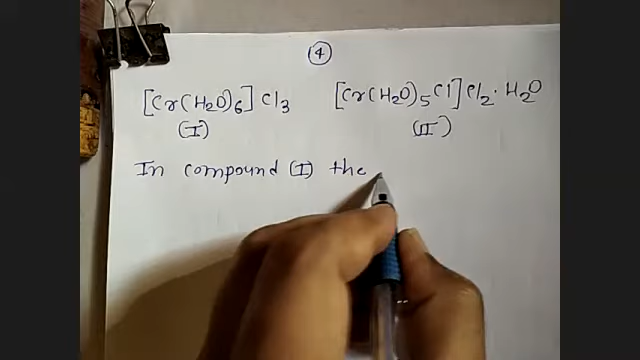 4
[Cr(H2O)6]Cl3 [Cr(H2O)5Cl]Cl2. H2O
(I) (II)
In compound (I) the